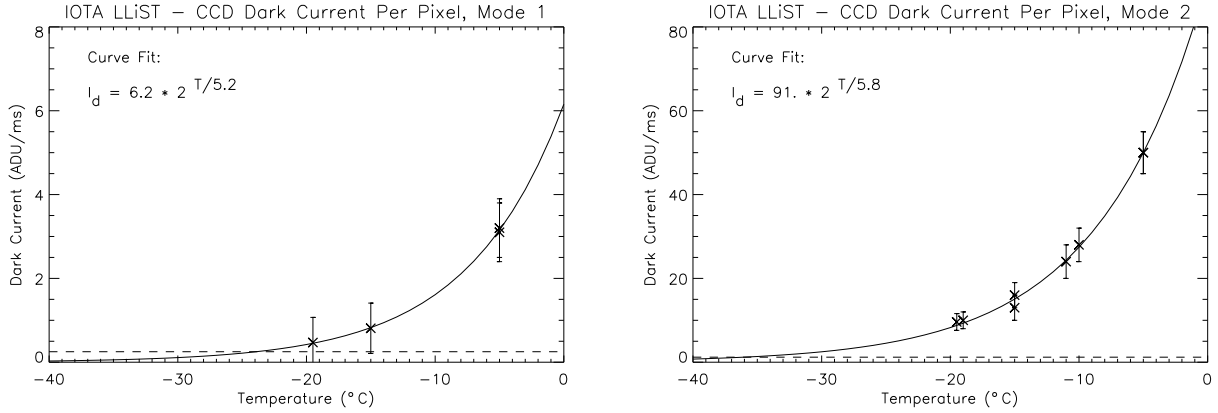 IOTA LLiST – CCD Dark Current Per Pixel, Mode 1
8
6
4
2
0
Dark Current (ADU/ms)
Curve Fit:
I_d = 6.2 * 2 ^T/5.2
−40 −30 −20 −10 0
Temperature (°C)
IOTA LLiST – CCD Dark Current Per Pixel, Mode 2
80
60
40
20
0
Dark Current (ADU/ms)
Curve Fit:
I_d = 91. * 2 ^T/5.8
−40 −30 −20 −10 0
Temperature (°C)